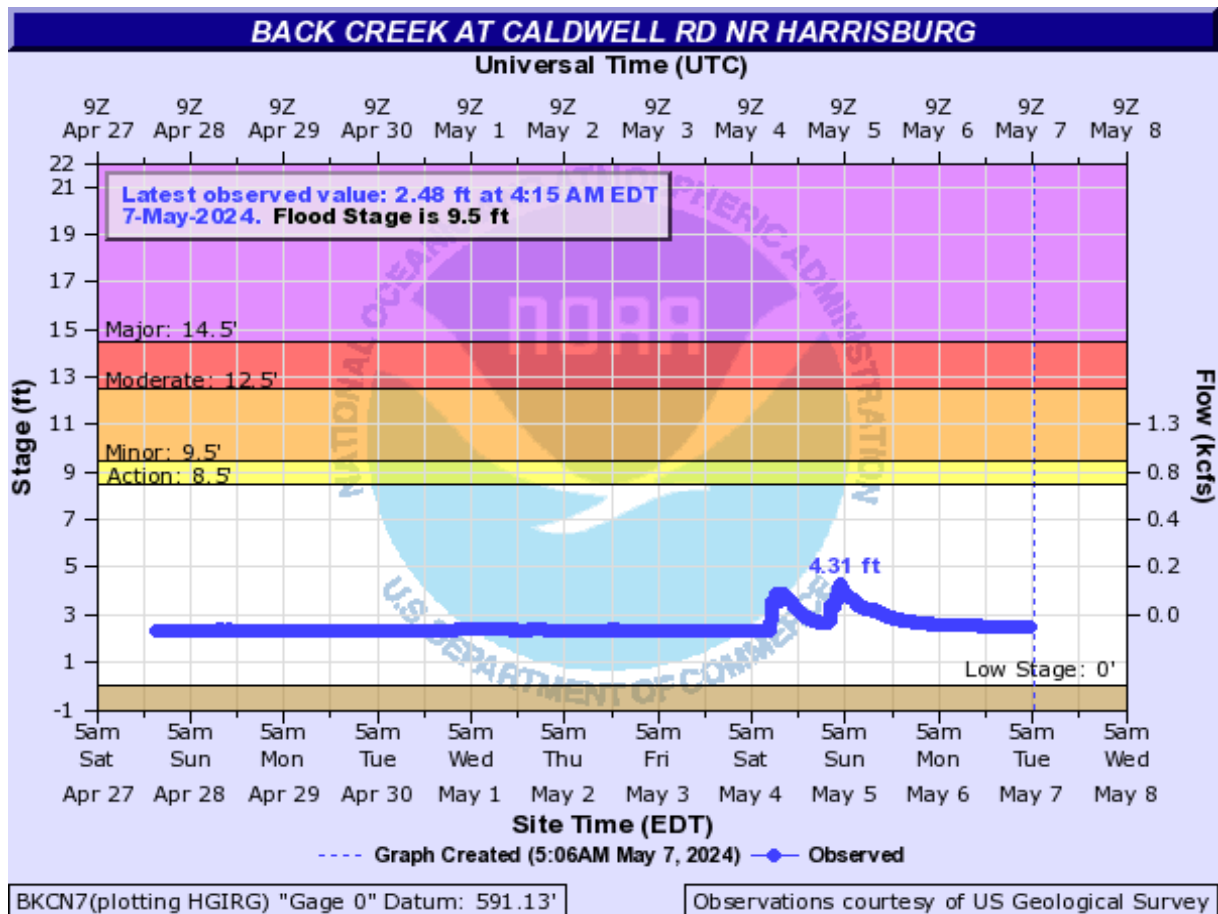 BACK CREEK AT CALDWELL RD NR HARRISBURG
Universal Time (UTC)
9Z 9Z 9Z 9Z 9Z 9Z 9Z 9Z 9Z 9Z 9Z 9Z
Apr 27 Apr 28 Apr 29 Apr 30 May 1 May 2 May 3 May 4 May 5 May 6 May 7 May 8
Latest observed value: 2.48 ft at 4:15 AM EDT
7-May-2024. Flood Stage is 9.5 ft
Stage (ft)
22
21
19
17
15
13
11
9
7
5
3
1
-1
Major: 14.5'
Moderate: 12.5'
Minor: 9.5'
Action: 8.5'
NATIONAL OCEANIC AND ATMOSPHERIC ADMINISTRATION
NOAA
U.S. DEPARTMENT OF COMMERCE
4.31 ft
Low Stage: 0'
Flow (kcfs)
1.3
0.8
0.4
0.2
0.0
5am 5am 5am 5am 5am 5am 5am 5am 5am 5am 5am 5am
Sat Sun Mon Tue Wed Thu Fri Sat Sun Mon Tue Wed
Apr 27 Apr 28 Apr 29 Apr 30 May 1 May 2 May 3 May 4 May 5 May 6 May 7 May 8
Site Time (EDT)
Graph Created (5:06AM May 7, 2024) Observed
BKCN7(plotting HGIRG) "Gage 0" Datum: 591.13'
Observations courtesy of US Geological Survey